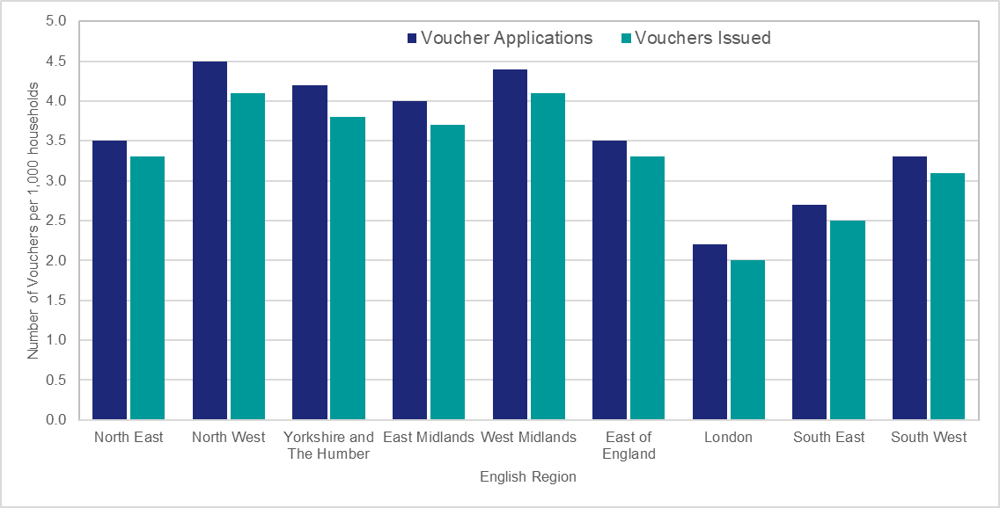 Voucher Applications Vouchers Issued
Number of Vouchers per 1,000 households
5.0
4.5
4.0
3.5
3.0
2.5
2.0
1.5
1.0
0.5
0.0
North East North West Yorkshire and East Midlands West Midlands East of London South East South West
The Humber England
English Region